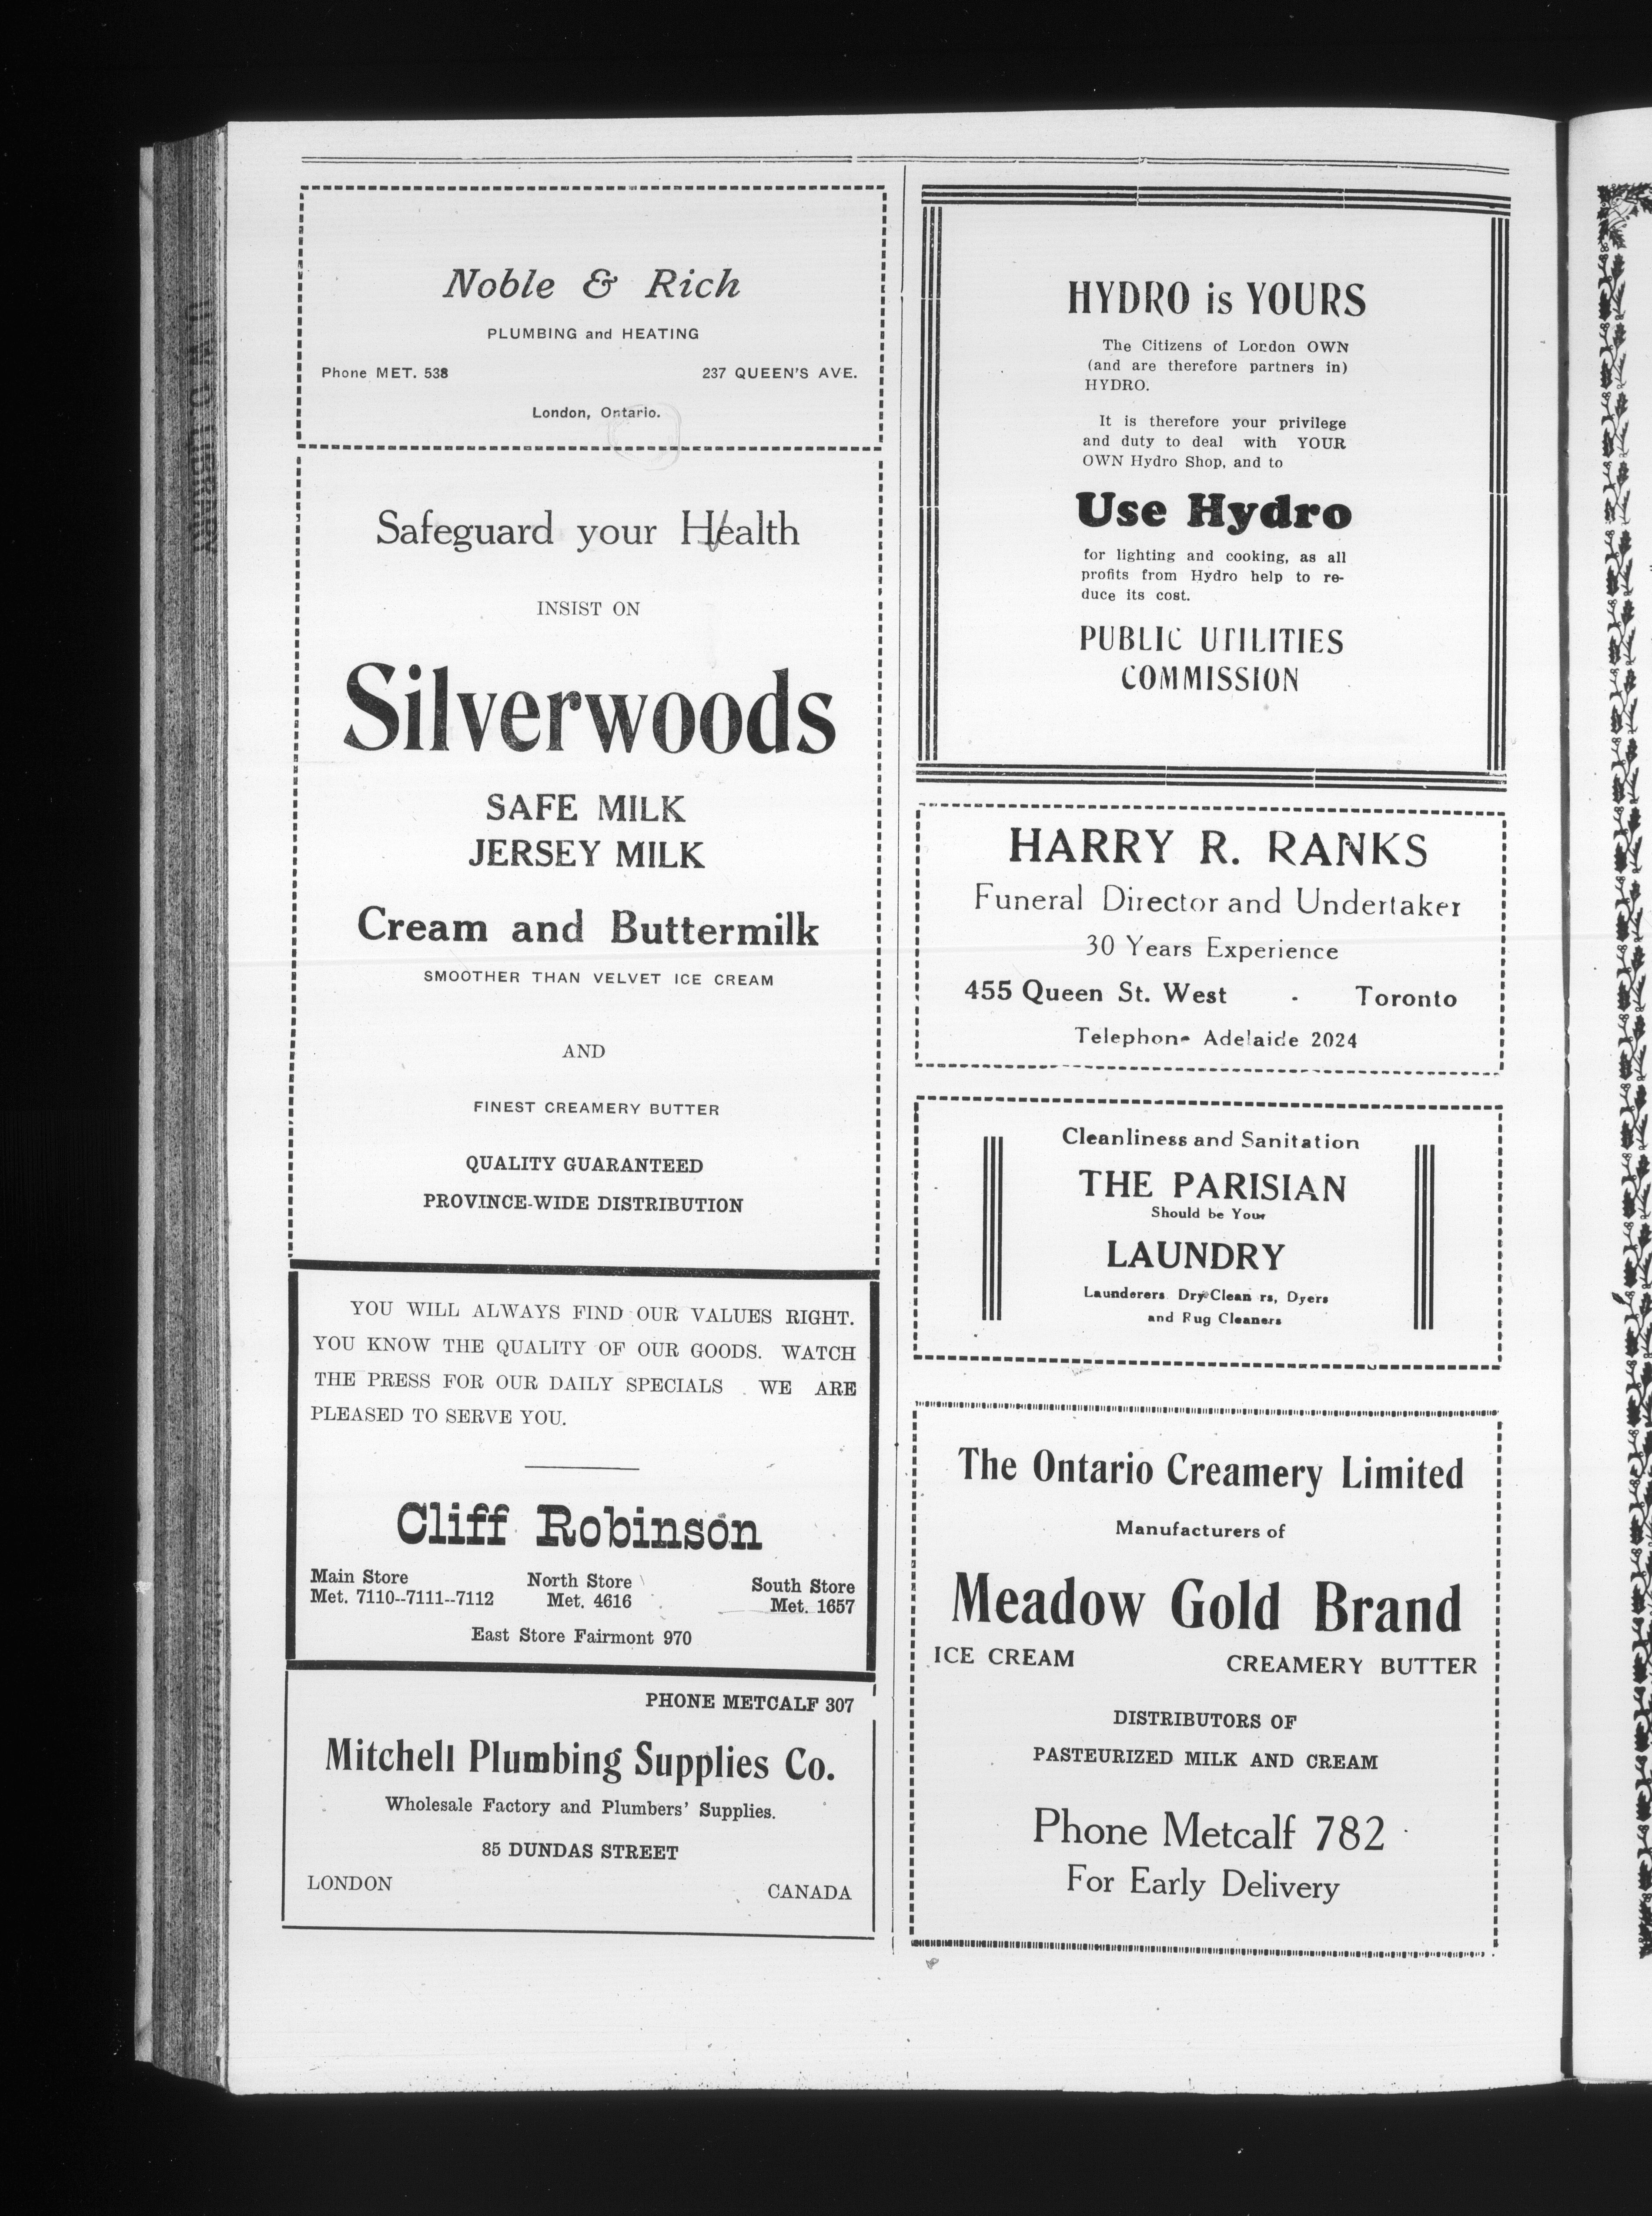 Noble & Rich
PLUMBING and HEATING
Phone MET. 538 237 QUEEN'S AVE.
London, Ontario.
Safeguard your Health
INSIST ON
Silverwoods
SAFE MILK
JERSEY MILK
Cream and Buttermilk
SMOOTHER THAN VELVET ICE CREAM
AND
FINEST CREAMERY BUTTER
QUALITY GUARANTEED
PROVINCE-WIDE DISTRIBUTION
YOU WILL ALWAYS FIND OUR VALUES RIGHT.
YOU KNOW THE QUALITY OF OUR GOODS. WATCH
THE PRESS FOR OUR DAILY SPECIALS . WE ARE
PLEASED TO SERVE YOU.
Cliff Robinson
Main Store North Store South Store
Met. 7110--7111--7112 Met. 4616 Met. 1657
East Store Fairmont 970
PHONE METCALF 307
Mitchell Plumbing Supplies Co.
Wholesale Factory and Plumbers' Supplies.
85 DUNDAS STREET
LONDON CANADA
HYDRO is YOURS
The Citizens of London OWN
(and are therefore partners in)
HYDRO.
It is therefore your privilege
and duty to deal with YOUR
OWN Hydro Shop, and to
Use Hydro
for lighting and cooking, as all
profits from Hydro help to re-
duce its cost.
PUBLIC UTILITIES
COMMISSION
HARRY R. RANKS
Funeral Director and Undertaker
30 Years Experience
455 Queen St. West - Toronto
Telephone Adelaide 2024
Cleanliness and Sanitation
THE PARISIAN
Should be Your
LAUNDRY
Launderers Dry Clean rs, Dyers
and Rug Cleaners
The Ontario Creamery Limited
Manufacturers of
Meadow Gold Brand
ICE CREAM CREAMERY BUTTER
DISTRIBUTORS OF
PASTEURIZED MILK AND CREAM
Phone Metcalf 782
For Early Delivery